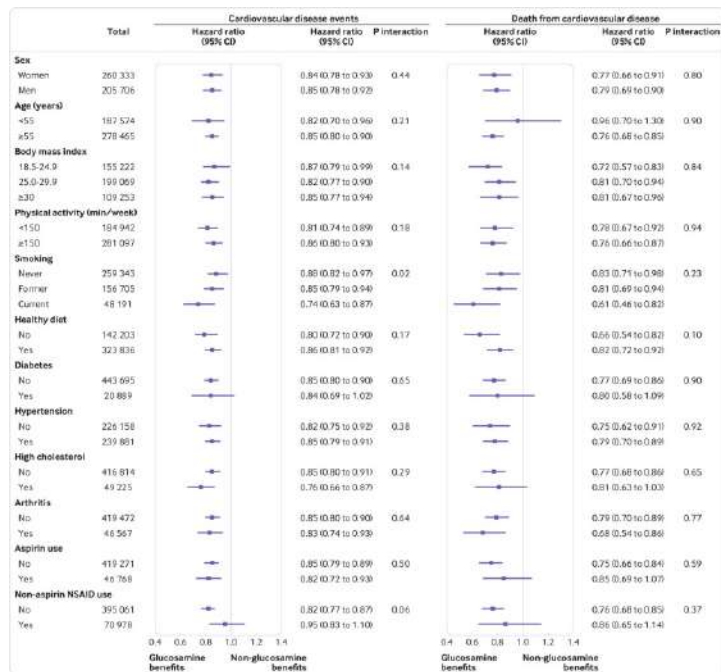 Cardiovascular disease events Death from cardiovascular disease
Total Hazard ratio (95% CI) Hazard ratio (95% CI) P interaction Hazard ratio (95% CI) Hazard ratio (95% CI) P interaction
Sex
Women 260 333 0.84 (0.78 to 0.93) 0.44 0.77 (0.66 to 0.91) 0.80
Men 205 706 0.85 (0.78 to 0.92) 0.79 (0.69 to 0.90)
Age (years)
<55 187 574 0.82 (0.70 to 0.96) 0.21 0.96 (0.70 to 1.30) 0.90
≥55 278 465 0.85 (0.80 to 0.90) 0.76 (0.68 to 0.85)
Body mass index
18.5-24.9 155 222 0.87 (0.79 to 0.99) 0.14 0.72 (0.57 to 0.83) 0.84
25.0-29.9 199 069 0.82 (0.77 to 0.90) 0.81 (0.70 to 0.94)
≥30 109 253 0.85 (0.77 to 0.94) 0.81 (0.67 to 0.96)
Physical activity (min/week)
<150 184 942 0.81 (0.74 to 0.89) 0.18 0.78 (0.67 to 0.92) 0.94
≥150 281 097 0.86 (0.80 to 0.93) 0.76 (0.66 to 0.87)
Smoking
Never 259 343 0.88 (0.82 to 0.97) 0.02 0.83 (0.71 to 0.98) 0.23
Former 156 705 0.85 (0.79 to 0.94) 0.81 (0.69 to 0.94)
Current 48 191 0.74 (0.63 to 0.87) 0.61 (0.46 to 0.82)
Healthy diet
No 142 203 0.80 (0.72 to 0.90) 0.17 0.66 (0.54 to 0.82) 0.10
Yes 323 836 0.86 (0.81 to 0.92) 0.82 (0.72 to 0.92)
Diabetes
No 443 695 0.85 (0.80 to 0.90) 0.65 0.77 (0.69 to 0.86) 0.90
Yes 20 889 0.84 (0.69 to 1.02) 0.80 (0.58 to 1.09)
Hypertension
No 226 158 0.82 (0.75 to 0.92) 0.38 0.75 (0.62 to 0.91) 0.92
Yes 239 881 0.85 (0.79 to 0.91) 0.79 (0.70 to 0.89)
High cholesterol
No 416 814 0.85 (0.80 to 0.91) 0.29 0.77 (0.68 to 0.86) 0.65
Yes 49 225 0.76 (0.66 to 0.87) 0.81 (0.63 to 1.03)
Arthritis
No 419 472 0.85 (0.80 to 0.90) 0.64 0.79 (0.70 to 0.89) 0.77
Yes 46 567 0.83 (0.74 to 0.93) 0.68 (0.54 to 0.86)
Aspirin use
No 419 271 0.85 (0.79 to 0.89) 0.50 0.75 (0.66 to 0.84) 0.59
Yes 46 768 0.82 (0.72 to 0.93) 0.85 (0.69 to 1.07)
Non-aspirin NSAID use
No 395 061 0.82 (0.77 to 0.87) 0.06 0.76 (0.68 to 0.85) 0.37
Yes 70 978 0.95 (0.83 to 1.10) 0.86 (0.65 to 1.14)
0.4 0.6 1.0 1.4 0.4 0.6 1.0 1.4
Glucosamine benefits Non-glucosamine benefits Glucosamine benefits Non-glucosamine benefits